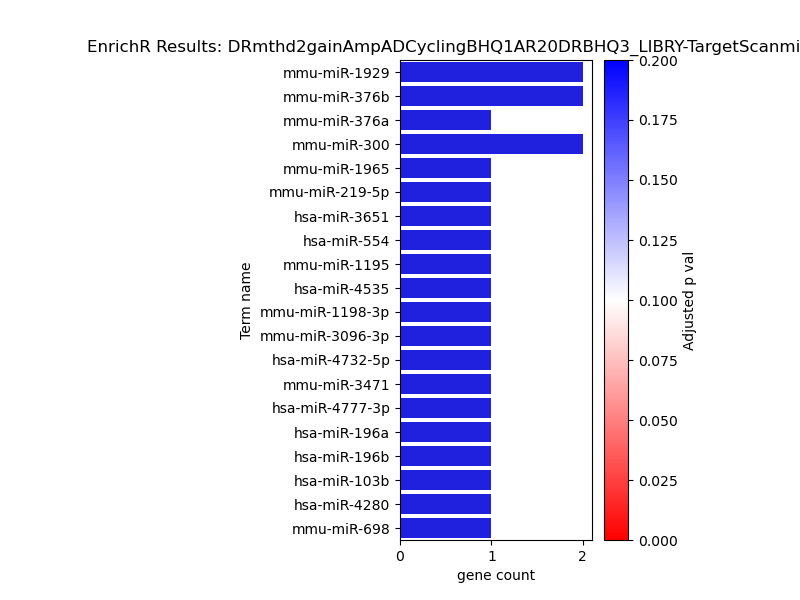 EnrichR Results: DRmthd2gainAmpADCyclingBHQ1AR20DRBHQ3_LIBRY-TargetScanmi
mmu-miR-1929
mmu-miR-376b
mmu-miR-376a
mmu-miR-300
mmu-miR-1965
mmu-miR-219-5p
hsa-miR-3651
hsa-miR-554
mmu-miR-1195
hsa-miR-4535
mmu-miR-1198-3p
mmu-miR-3096-3p
hsa-miR-4732-5p
mmu-miR-3471
hsa-miR-4777-3p
hsa-miR-196a
hsa-miR-196b
hsa-miR-103b
hsa-miR-4280
mmu-miR-698
Term name
0 1 2
gene count
0.200
0.175
0.150
0.125
0.100
0.075
0.050
0.025
0.000
Adjusted p val